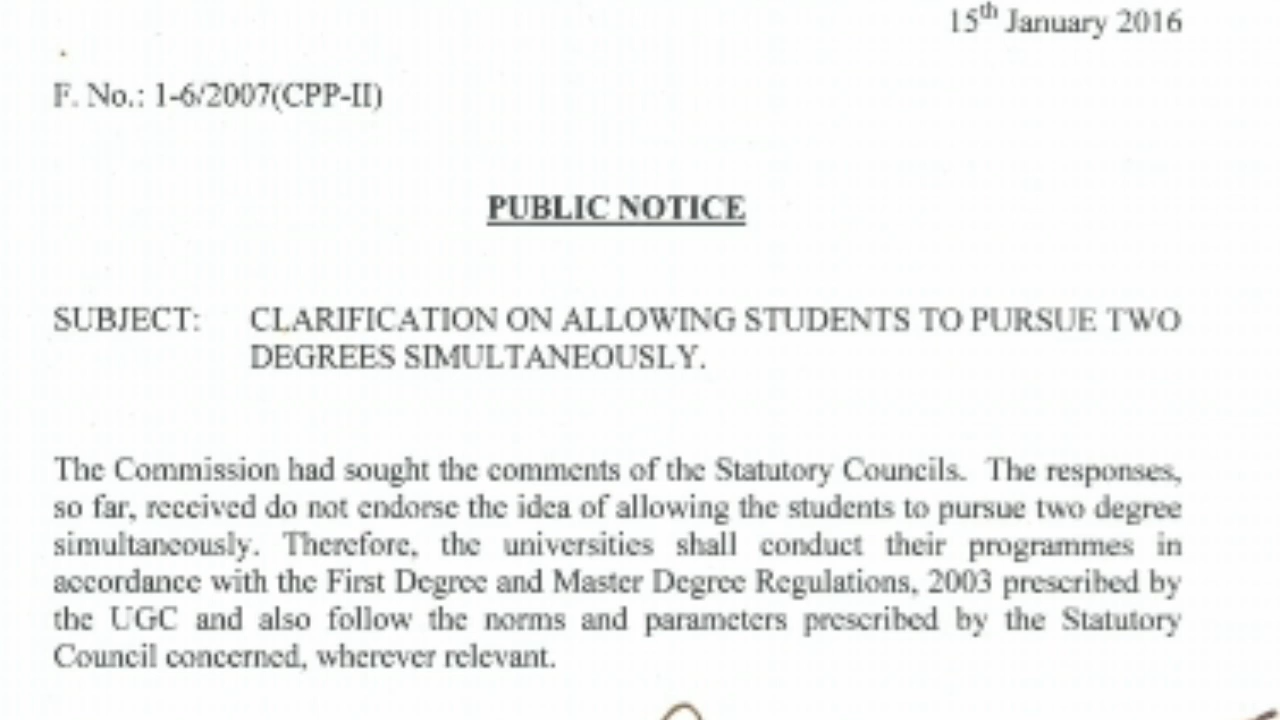 15th January 2016
F. No.: 1-6/2007(CPP-II)
PUBLIC NOTICE
SUBJECT: CLARIFICATION ON ALLOWING STUDENTS TO PURSUE TWO
DEGREES SIMULTANEOUSLY.
The Commission had sought the comments of the Statutory Councils. The responses,
so far, received do not endorse the idea of allowing the students to pursue two degree
simultaneously. Therefore, the universities shall conduct their programmes in
accordance with the First Degree and Master Degree Regulations, 2003 prescribed by
the UGC and also follow the norms and parameters prescribed by the Statutory
Council concerned, wherever relevant.